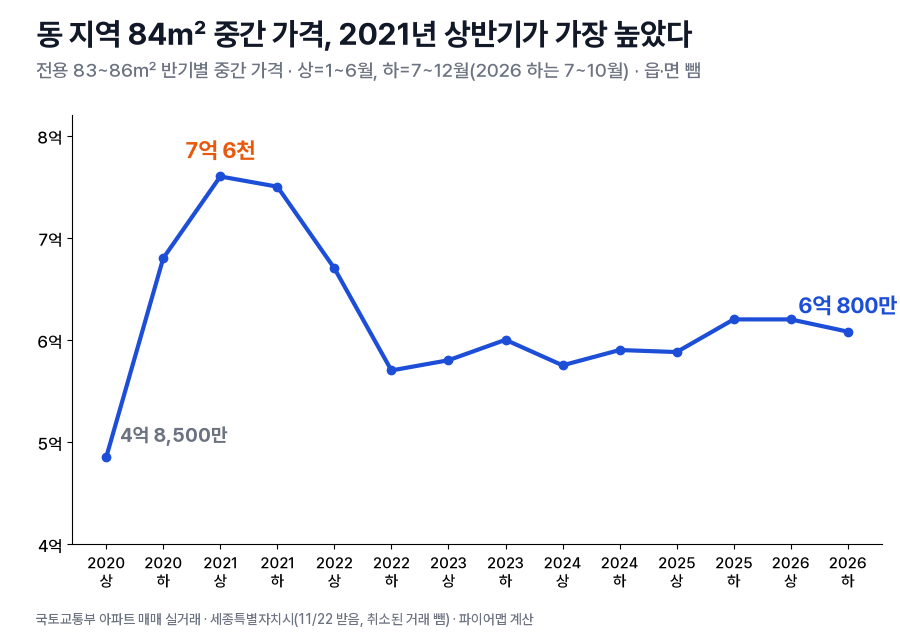 동 지역 84m² 중간 가격, 2021년 상반기가 가장 높았다
전용 83~86m² 반기별 중간 가격 · 상=1~6월, 하=7~12월(2026 하는 7~10월) · 읍·면 뺌
8억
7억 6천
7억
6억 800만
6억
4억 8,500만
5억
4억
2020 2020 2021 2021 2022 2022 2023 2023 2024 2024 2025 2025 2026 2026
상 하 상 하 상 하 상 하 상 하 상 하 상 하
국토교통부 아파트 매매 실거래 · 세종특별자치시(11/22 받음, 취소된 거래 뺌) · 파이어맵 계산